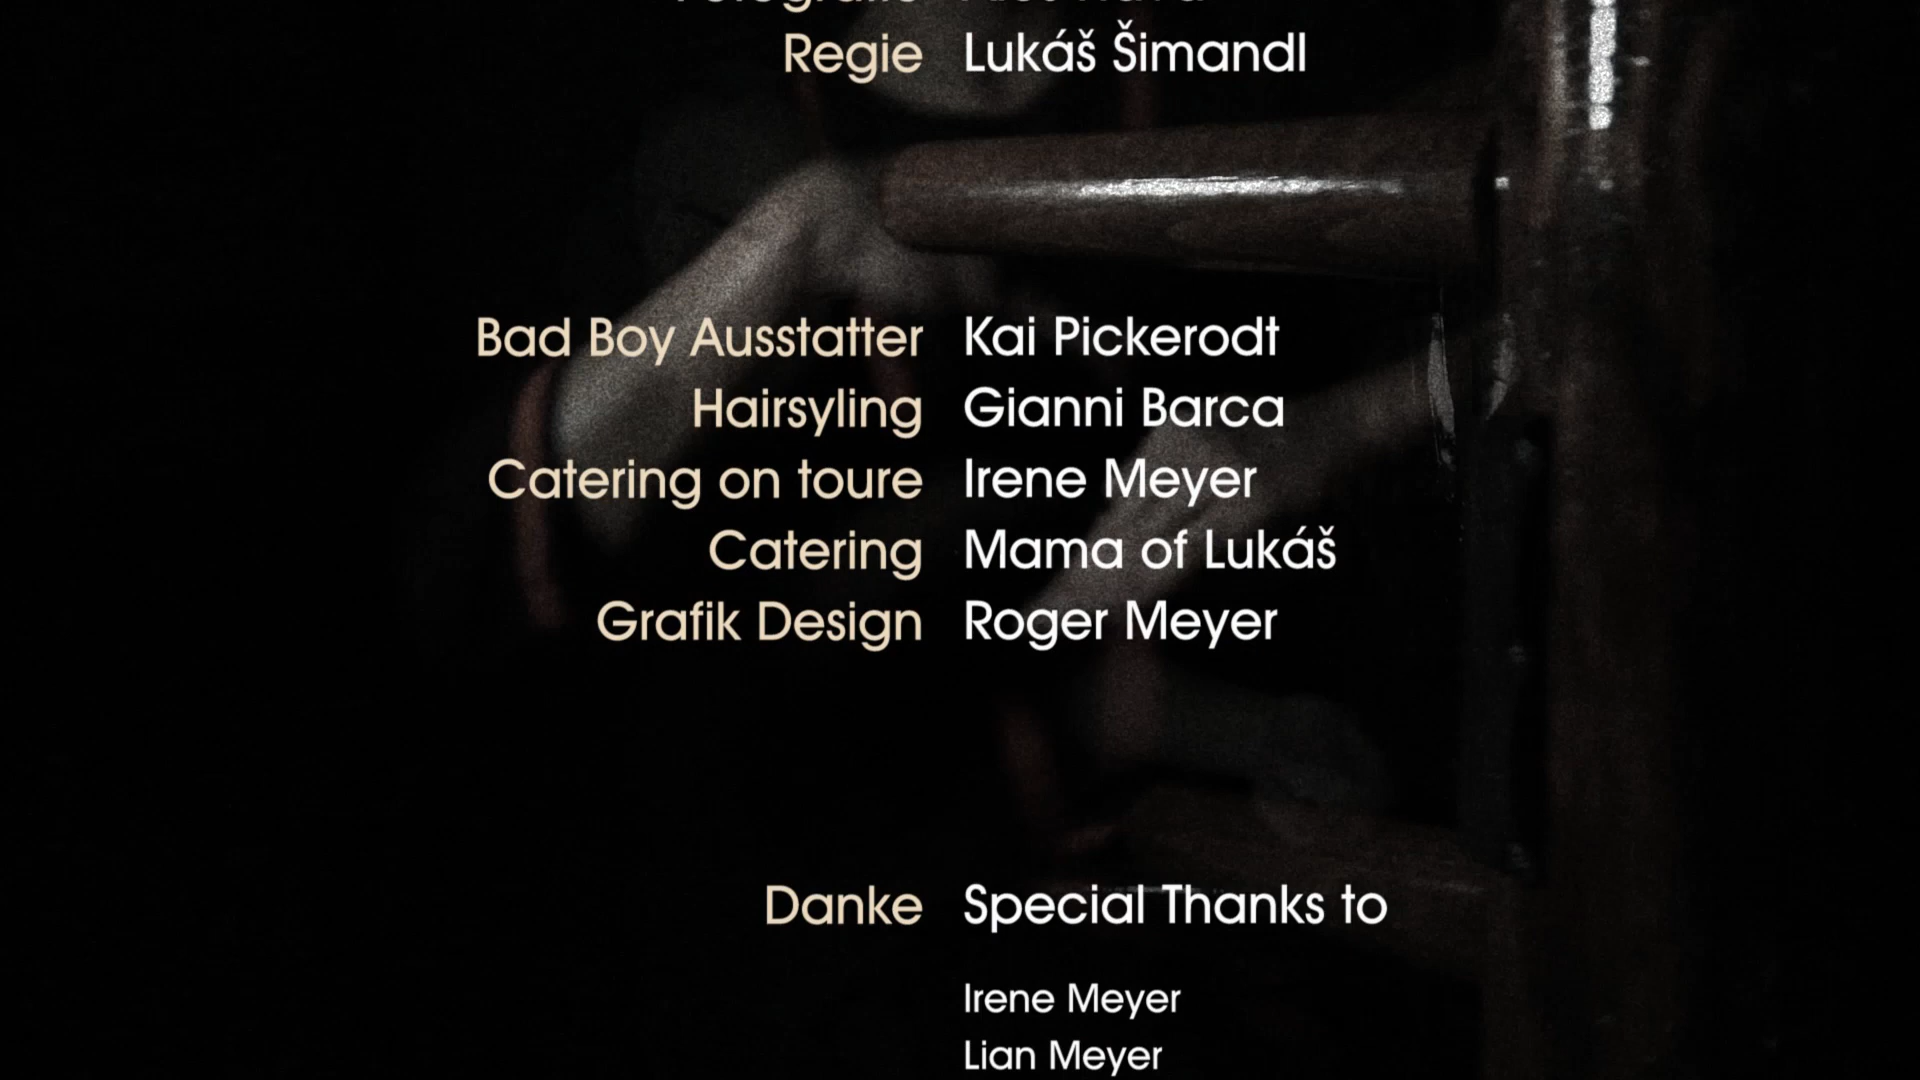 Regie Lukáš Šimandl
Bad Boy Ausstatter Kai Pickerodt
Hairsyling Gianni Barca
Catering on toure Irene Meyer
Catering Mama of Lukáš
Grafik Design Roger Meyer
Danke Special Thanks to
Irene Meyer
Lian Meyer